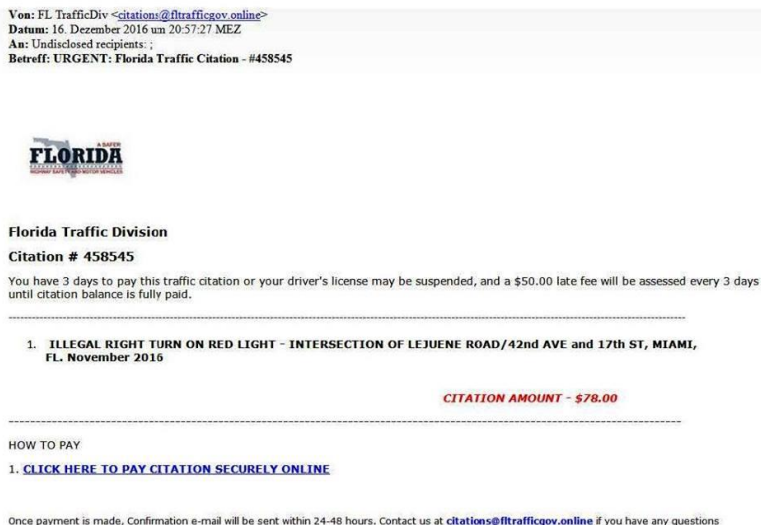 Von: FL TrafficDiv <citations@fltrafficgov.online>
Datum: 16. Dezember 2016 um 20:57:27 MEZ
An: Undisclosed recipients: ;
Betreff: URGENT: Florida Traffic Citation - #458545
A SAFER
FLORIDA
HIGHWAY SAFETY AND MOTOR VEHICLES
Florida Traffic Division
Citation # 458545
You have 3 days to pay this traffic citation or your driver's license may be suspended, and a $50.00 late fee will be assessed every 3 days
until citation balance is fully paid.
1. ILLEGAL RIGHT TURN ON RED LIGHT - INTERSECTION OF LEJUENE ROAD/42nd AVE and 17th ST, MIAMI,
FL. November 2016
CITATION AMOUNT - $78.00
HOW TO PAY
1. CLICK HERE TO PAY CITATION SECURELY ONLINE
Once payment is made, Confirmation e-mail will be sent within 24-48 hours. Contact us at citations@fltrafficgov.online if you have any questions